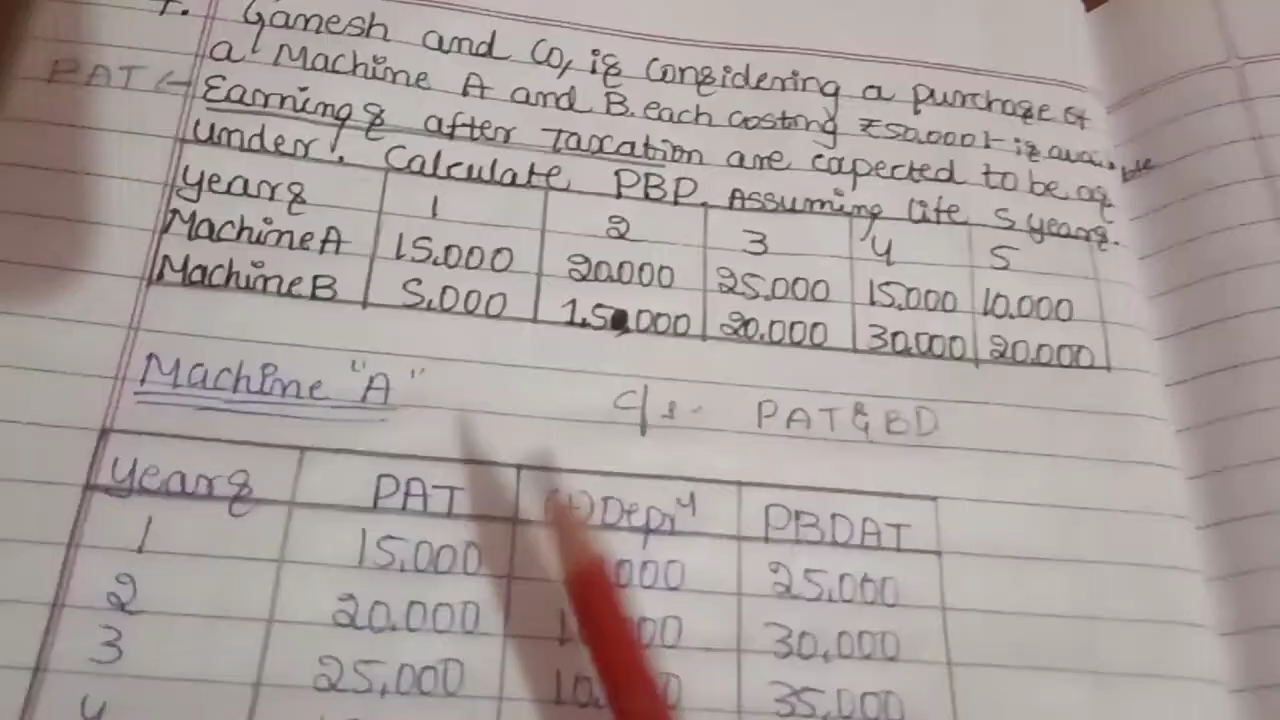 Ganesh and Co, is considering a purchase of
a Machine A and B. each costing ₹50,000/- is
PAT ← Earnings after Taxation are expected to be as
under! Calculate PBP. Assuming life 5 years.
years 1 2 3 4 5
Machine A 15.000 20.000 25.000 15.000 10.000
Machine B 5.000 1.5,000 20.000 30.000 20.000
Machine "A" PAT & BD
years PAT (+) Depn PBDAT
1 15,000 000 25,000
2 20,000 30,000
3 25,000 35,000
4